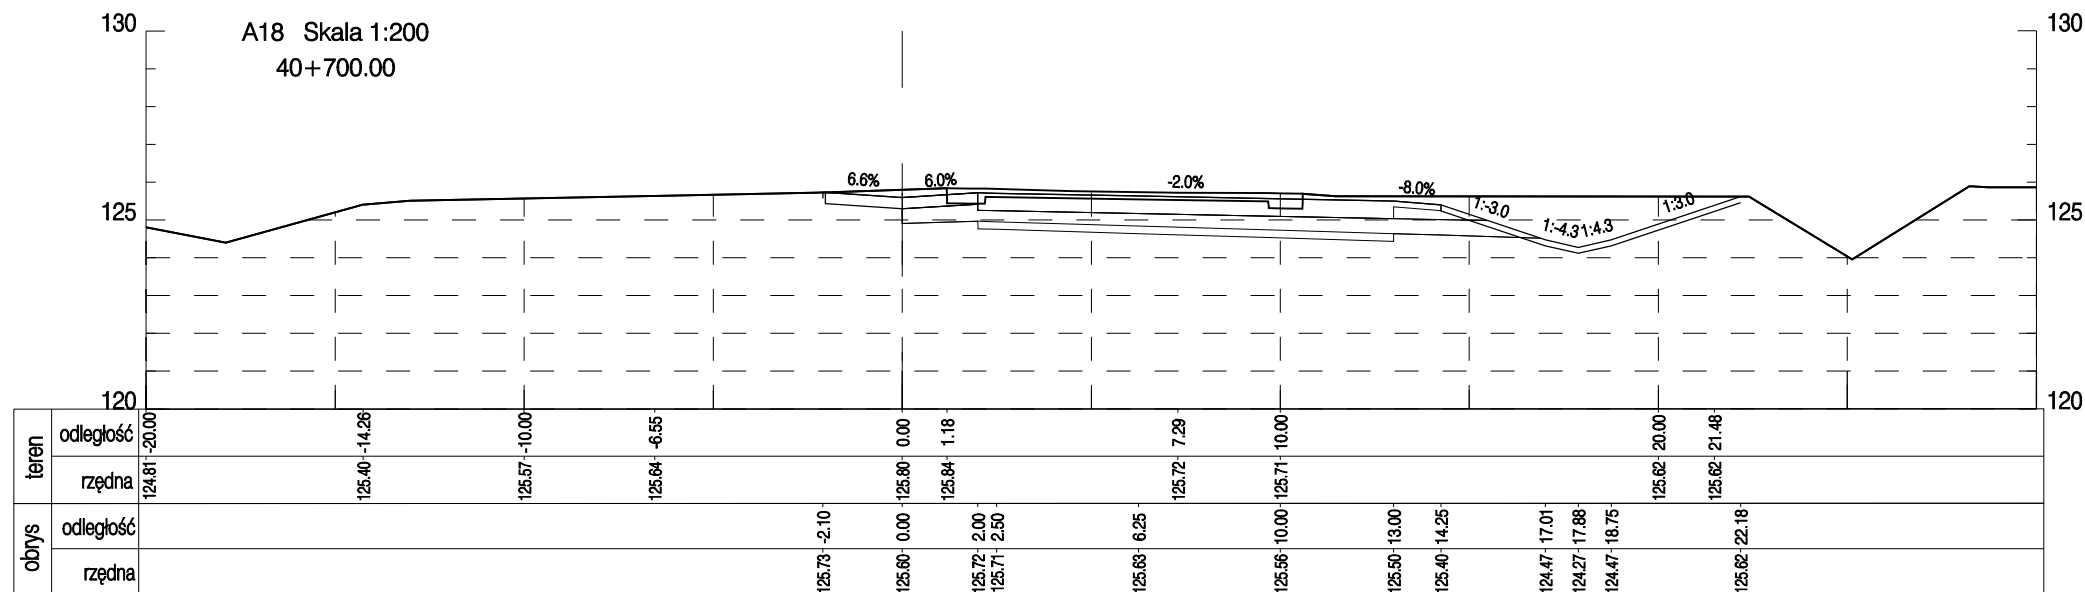 130 130
A18 Skala 1:200
40+700.00
6.6% 6.0% -2.0% -8.0%
1:-3.0 1:3.0
125 125
1:-4.3 1:4.3
120 120
teren
odległość -20.00 -14.26 -10.00 -6.55 0.00 1.18 7.29 10.00 20.00 21.48
rzędna 124.81 125.40 125.57 125.64 125.80 125.84 125.72 125.71 125.62 125.62
obrys
odległość -2.10 0.00 2.00 2.50 6.25 10.00 13.00 14.25 17.01 17.88 18.75 22.18
rzędna 125.73 125.60 125.72 125.71 125.63 125.56 125.50 125.40 124.47 124.27 124.47 125.62